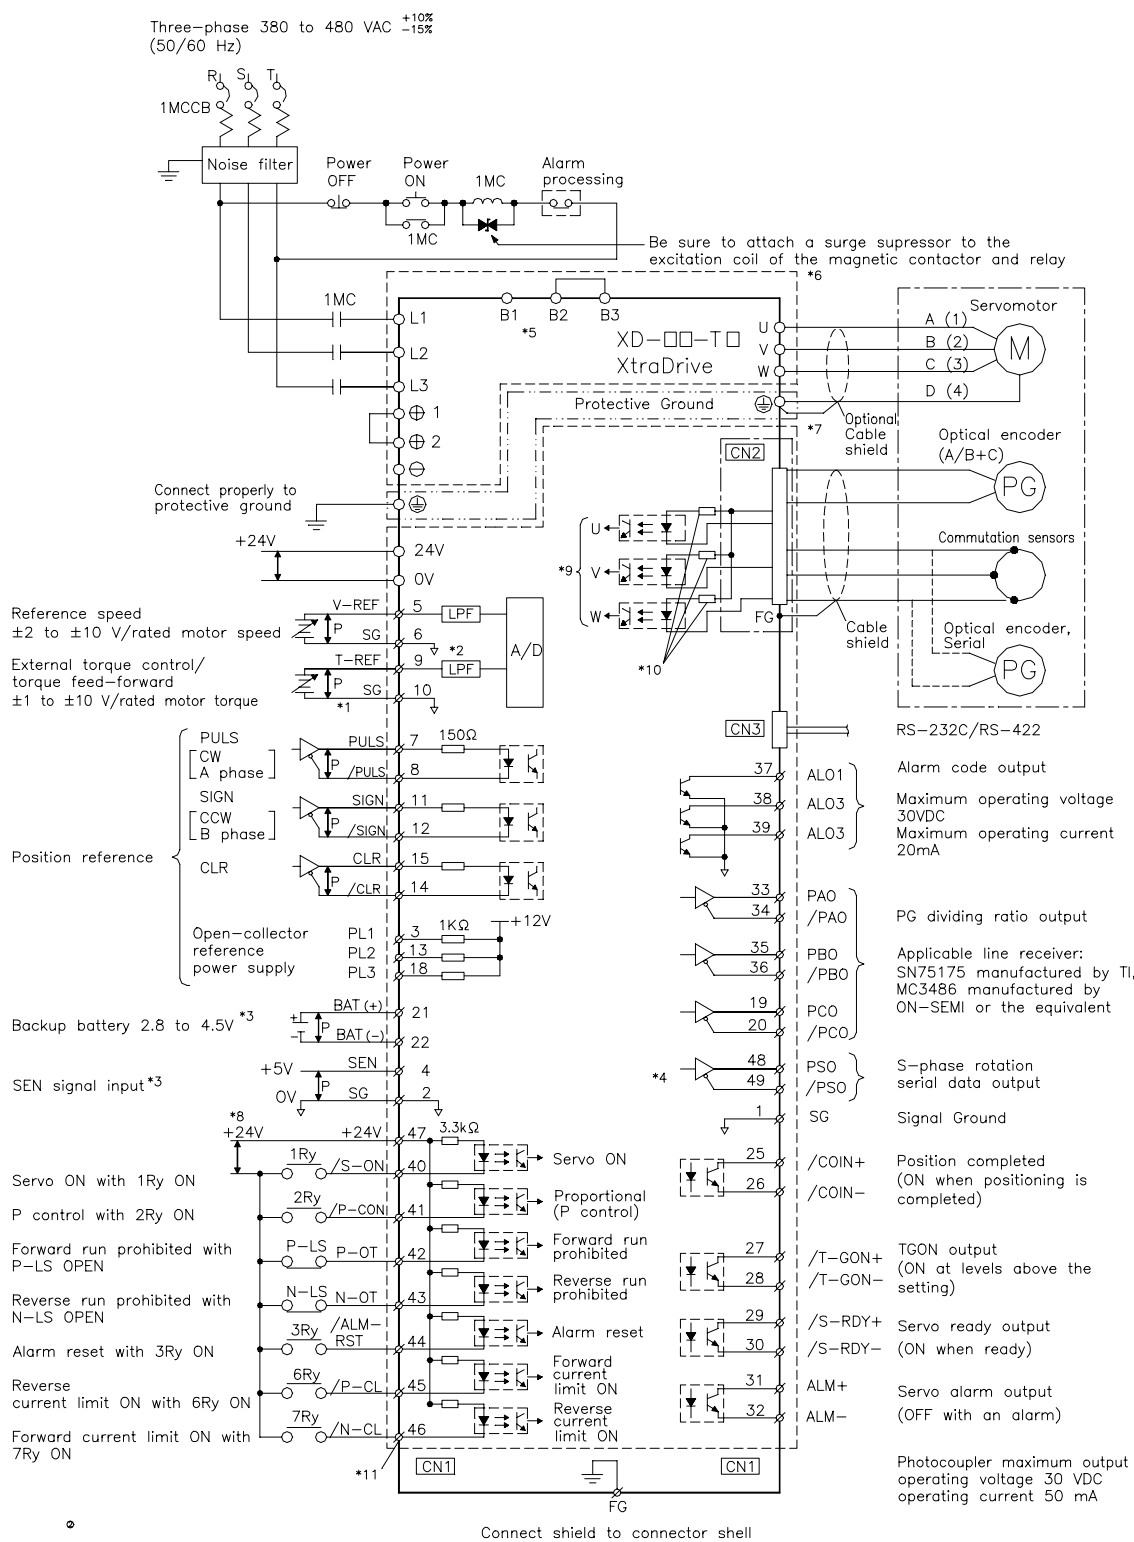 Three-phase 380 to 480 VAC +10% -15%
(50/60 Hz)
R S T
1MCCB
Noise filter
Power
OFF
Power
ON
1MC
Alarm
processing
1MC
Be sure to attach a surge supressor to the
excitation coil of the magnetic contactor and relay
*6
1MC
L1
L2
L3
⊕ 1
⊕ 2
⊖
B1 B2 B3
*5
XD-□□-T□
XtraDrive
U
V
W
A (1)
B (2)
C (3)
D (4)
Servomotor
M
Protective Ground
*7
Optional
Cable
shield
Optical encoder
(A/B+C)
PG
CN2
Connect properly to
protective ground
+24V
24V
0V
U
V
W
*9
*10
FG
Commutation sensors
Cable
shield
Optical encoder,
Serial
PG
Reference speed
±2 to ±10 V/rated motor speed
V-REF 5 LPF
P
SG 6
*2
External torque control/
torque feed-forward
±1 to ±10 V/rated motor torque
T-REF 9 LPF
P
SG 10
*1
A/D
CN3
RS-232C/RS-422
Position reference
PULS
CW
A phase
PULS 7 150Ω
P
/PULS 8
SIGN
CCW
B phase
SIGN 11
P
/SIGN 12
CLR
CLR 15
P
/CLR 14
Open-collector
reference
power supply
+12V
PL1 3 1KΩ
PL2 13
PL3 18
Backup battery 2.8 to 4.5V *3
+
-
BAT(+) 21
P
BAT(-) 22
SEN signal input *3
+5V SEN 4
P
0V SG 2
*8
+24V +24V 47 3.3kΩ
Servo ON with 1Ry ON
1Ry /S-ON 40
Servo ON
P control with 2Ry ON
2Ry /P-CON 41
Proportional
(P control)
Forward run prohibited with
P-LS OPEN
P-LS P-OT 42
Forward run
prohibited
Reverse run prohibited with
N-LS OPEN
N-LS N-OT 43
Reverse run
prohibited
Alarm reset with 3Ry ON
3Ry /ALM-
RST 44
Alarm reset
Reverse
current limit ON with 6Ry ON
6Ry /P-CL 45
Forward
current
limit ON
Forward current limit ON with
7Ry ON
7Ry /N-CL 46
Reverse
current
limit ON
*11
CN1
CN1
37 ALO1
38 ALO3
39 ALO3
Alarm code output
Maximum operating voltage
30VDC
Maximum operating current
20mA
33 PAO
34 /PAO
35 PBO
36 /PBO
19 PCO
20 /PCO
PG dividing ratio output
Applicable line receiver:
SN75175 manufactured by TI,
MC3486 manufactured by
ON-SEMI or the equivalent
*4
48 PSO
49 /PSO
S-phase rotation
serial data output
1 SG
Signal Ground
25 /COIN+
26 /COIN-
Position completed
(ON when positioning is
completed)
27 /T-GON+
28 /T-GON-
TGON output
(ON at levels above the
setting)
29 /S-RDY+
30 /S-RDY-
Servo ready output
(ON when ready)
31 ALM+
32 ALM-
Servo alarm output
(OFF with an alarm)
Photocoupler maximum output
operating voltage 30 VDC
operating current 50 mA
FG
Connect shield to connector shell